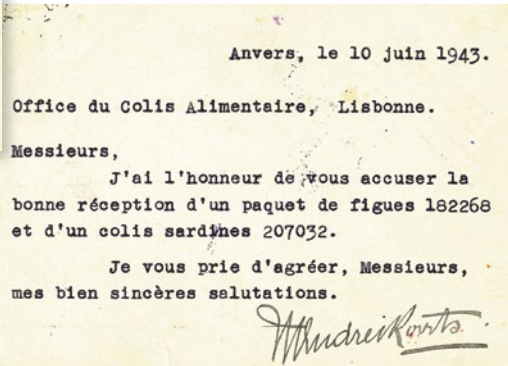 Anvers, le 10 juin 1943.
Office du Colis Alimentaire, Lisbonne.
Messieurs,
J'ai l'honneur de vous accuser la
bonne réception d'un paquet de figues 182268
et d'un colis sardines 207032.
Je vous prie d'agréer, Messieurs,
mes bien sincères salutations.